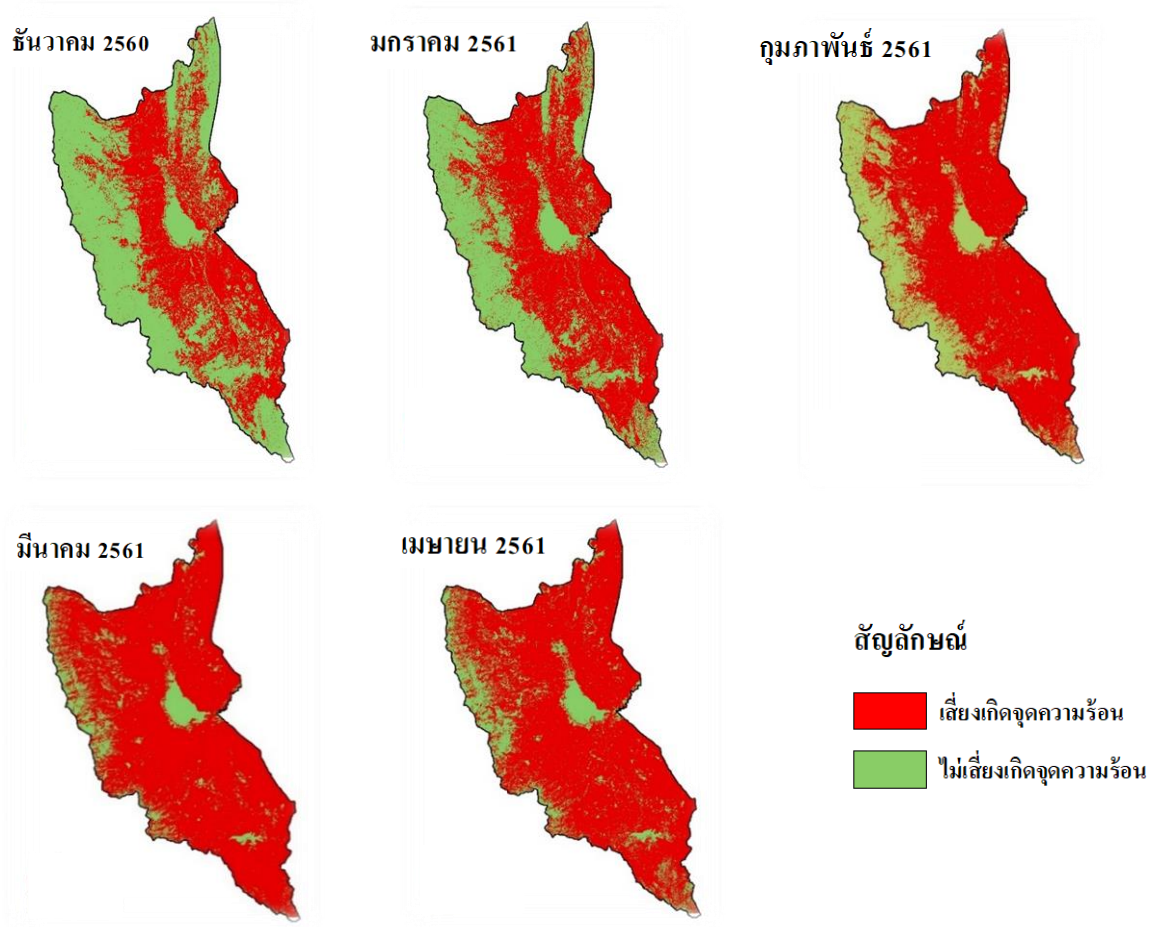 ธันวาคม 2560
มกราคม 2561
กุมภาพันธ์ 2561
มีนาคม 2561
เมษายน 2561
สัญลักษณ์
เสี่ยงเกิดจุดความร้อน
ไม่เสี่ยงเกิดจุดความร้อน